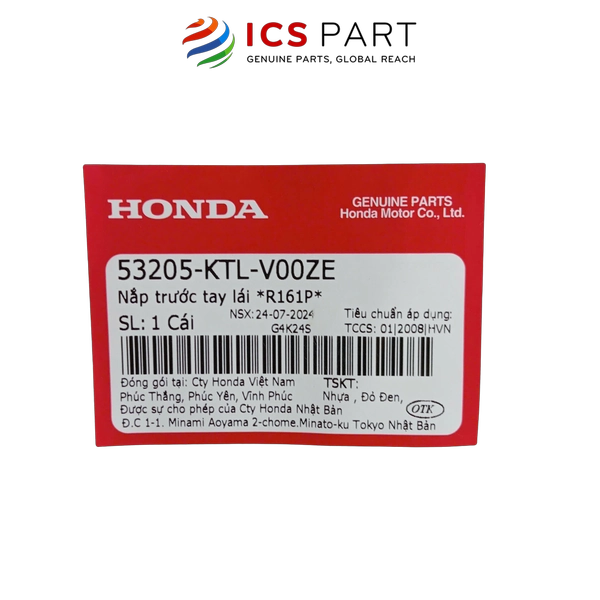 ICS PART
GENUINE PARTS, GLOBAL REACH
HONDA
GENUINE PARTS
Honda Motor Co., Ltd.
53205-KTL-V00ZE
Nắp trước tay lái *R161P*
SL: 1 Cái
NSX: 24-07-2024
G4K24S
Tiêu chuẩn áp dụng:
TCCS: 01|2008|HVN
Đóng gói tại: Cty Honda Việt Nam
Phúc Thắng, Phúc Yên, Vĩnh Phúc
Được sự cho phép của Cty Honda Nhật Bản
Đ.C 1-1. Minami Aoyama 2-chome.Minato-ku Tokyo Nhật Bản
TSKT:
Nhựa , Đỏ Đen,
OTK